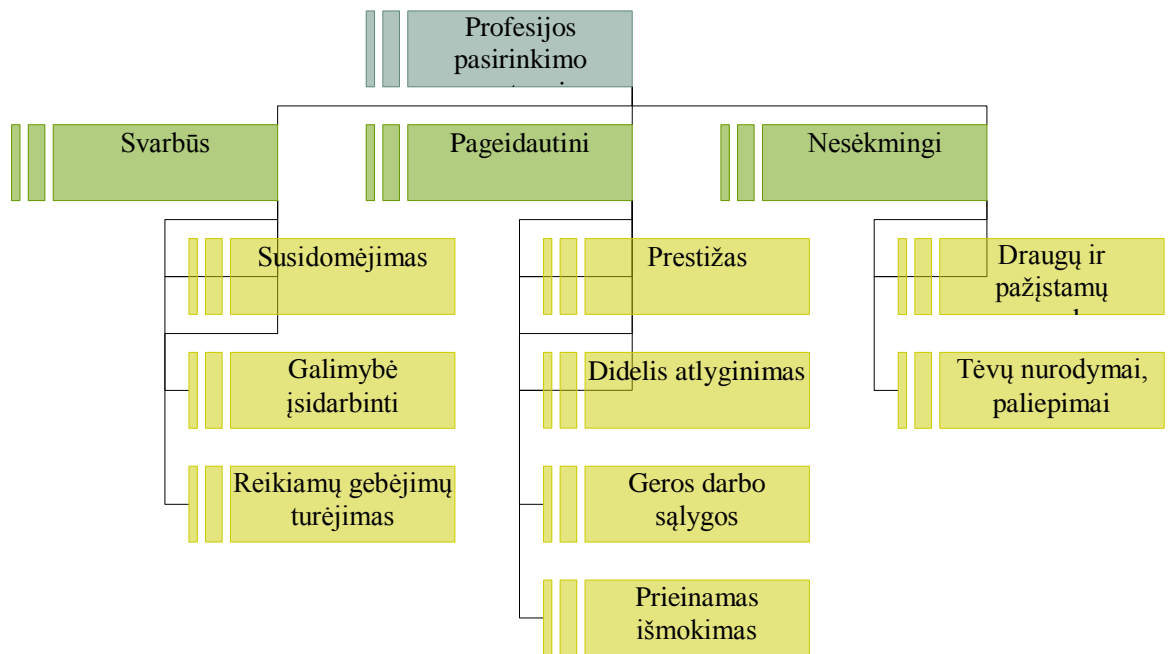 Profesijos
pasirinkimo
Svarbūs
Pageidautini
Nesėkmingi
Susidomėjimas
Prestižas
Draugų ir
pažįstamų
Galimybė
įsidarbinti
Didelis atlyginimas
Tėvų nurodymai,
paliepimai
Reikiamų gebėjimų
turėjimas
Geros darbo
sąlygos
Prieinamas
išmokimas